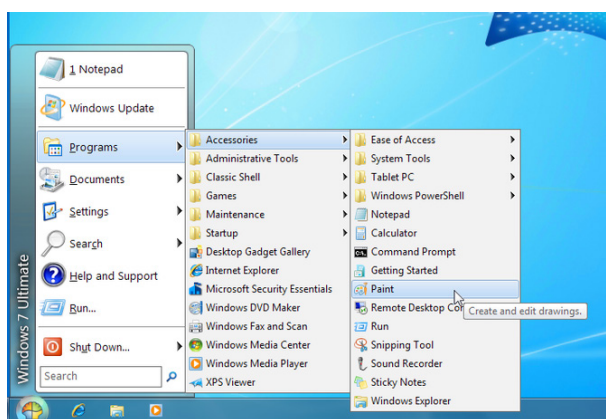 1 Notepad
Windows Update
Programs
Documents
Settings
Search
Help and Support
Run...
Shut Down...
Search
Windows 7 Ultimate
Accessories
Administrative Tools
Classic Shell
Games
Maintenance
Startup
Desktop Gadget Gallery
Internet Explorer
Microsoft Security Essentials
Windows DVD Maker
Windows Fax and Scan
Windows Media Center
Windows Media Player
XPS Viewer
Ease of Access
System Tools
Tablet PC
Windows PowerShell
Notepad
Calculator
Command Prompt
Getting Started
Paint
Remote Desktop Co
Create and edit drawings.
Run
Snipping Tool
Sound Recorder
Sticky Notes
Windows Explorer